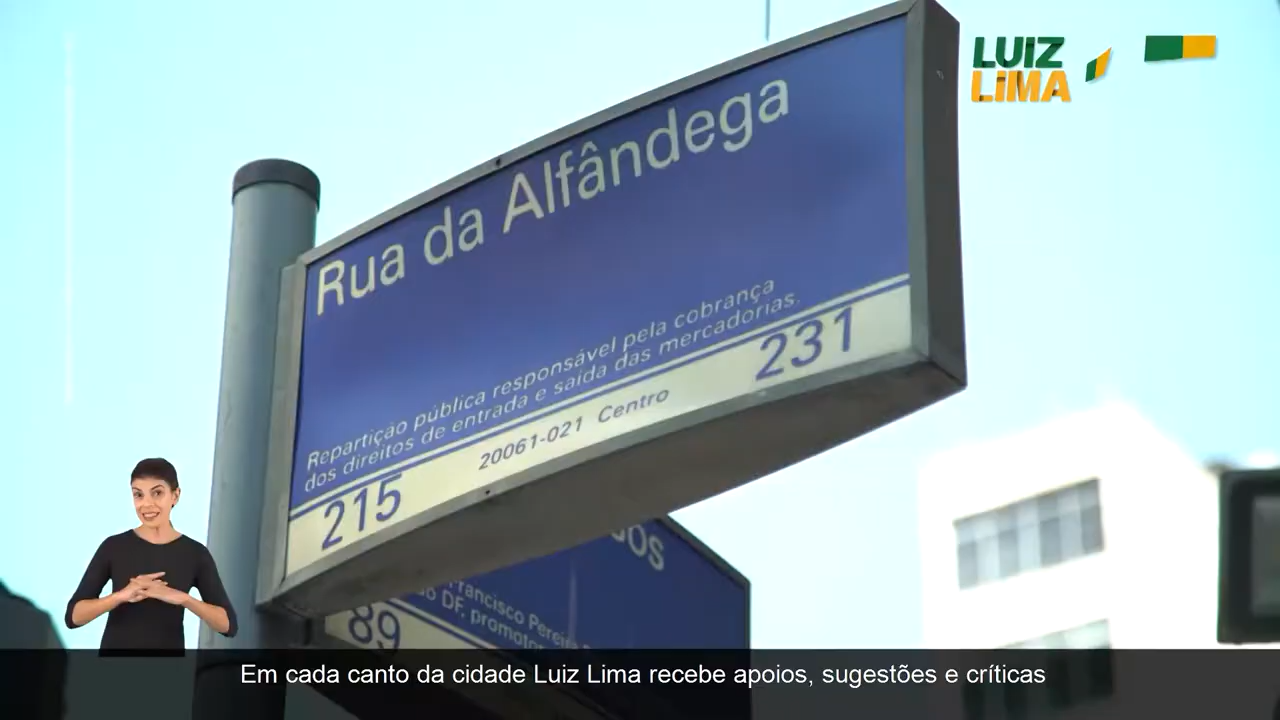 LUIZ
LIMA
Rua da Alfândega
Repartição pública responsável pela cobrança
dos direitos de entrada e saída das mercadorias.
215 20061-021 Centro 231
Francisco Pereira
DF, promotor
89
Em cada canto da cidade Luiz Lima recebe apoios, sugestões e críticas